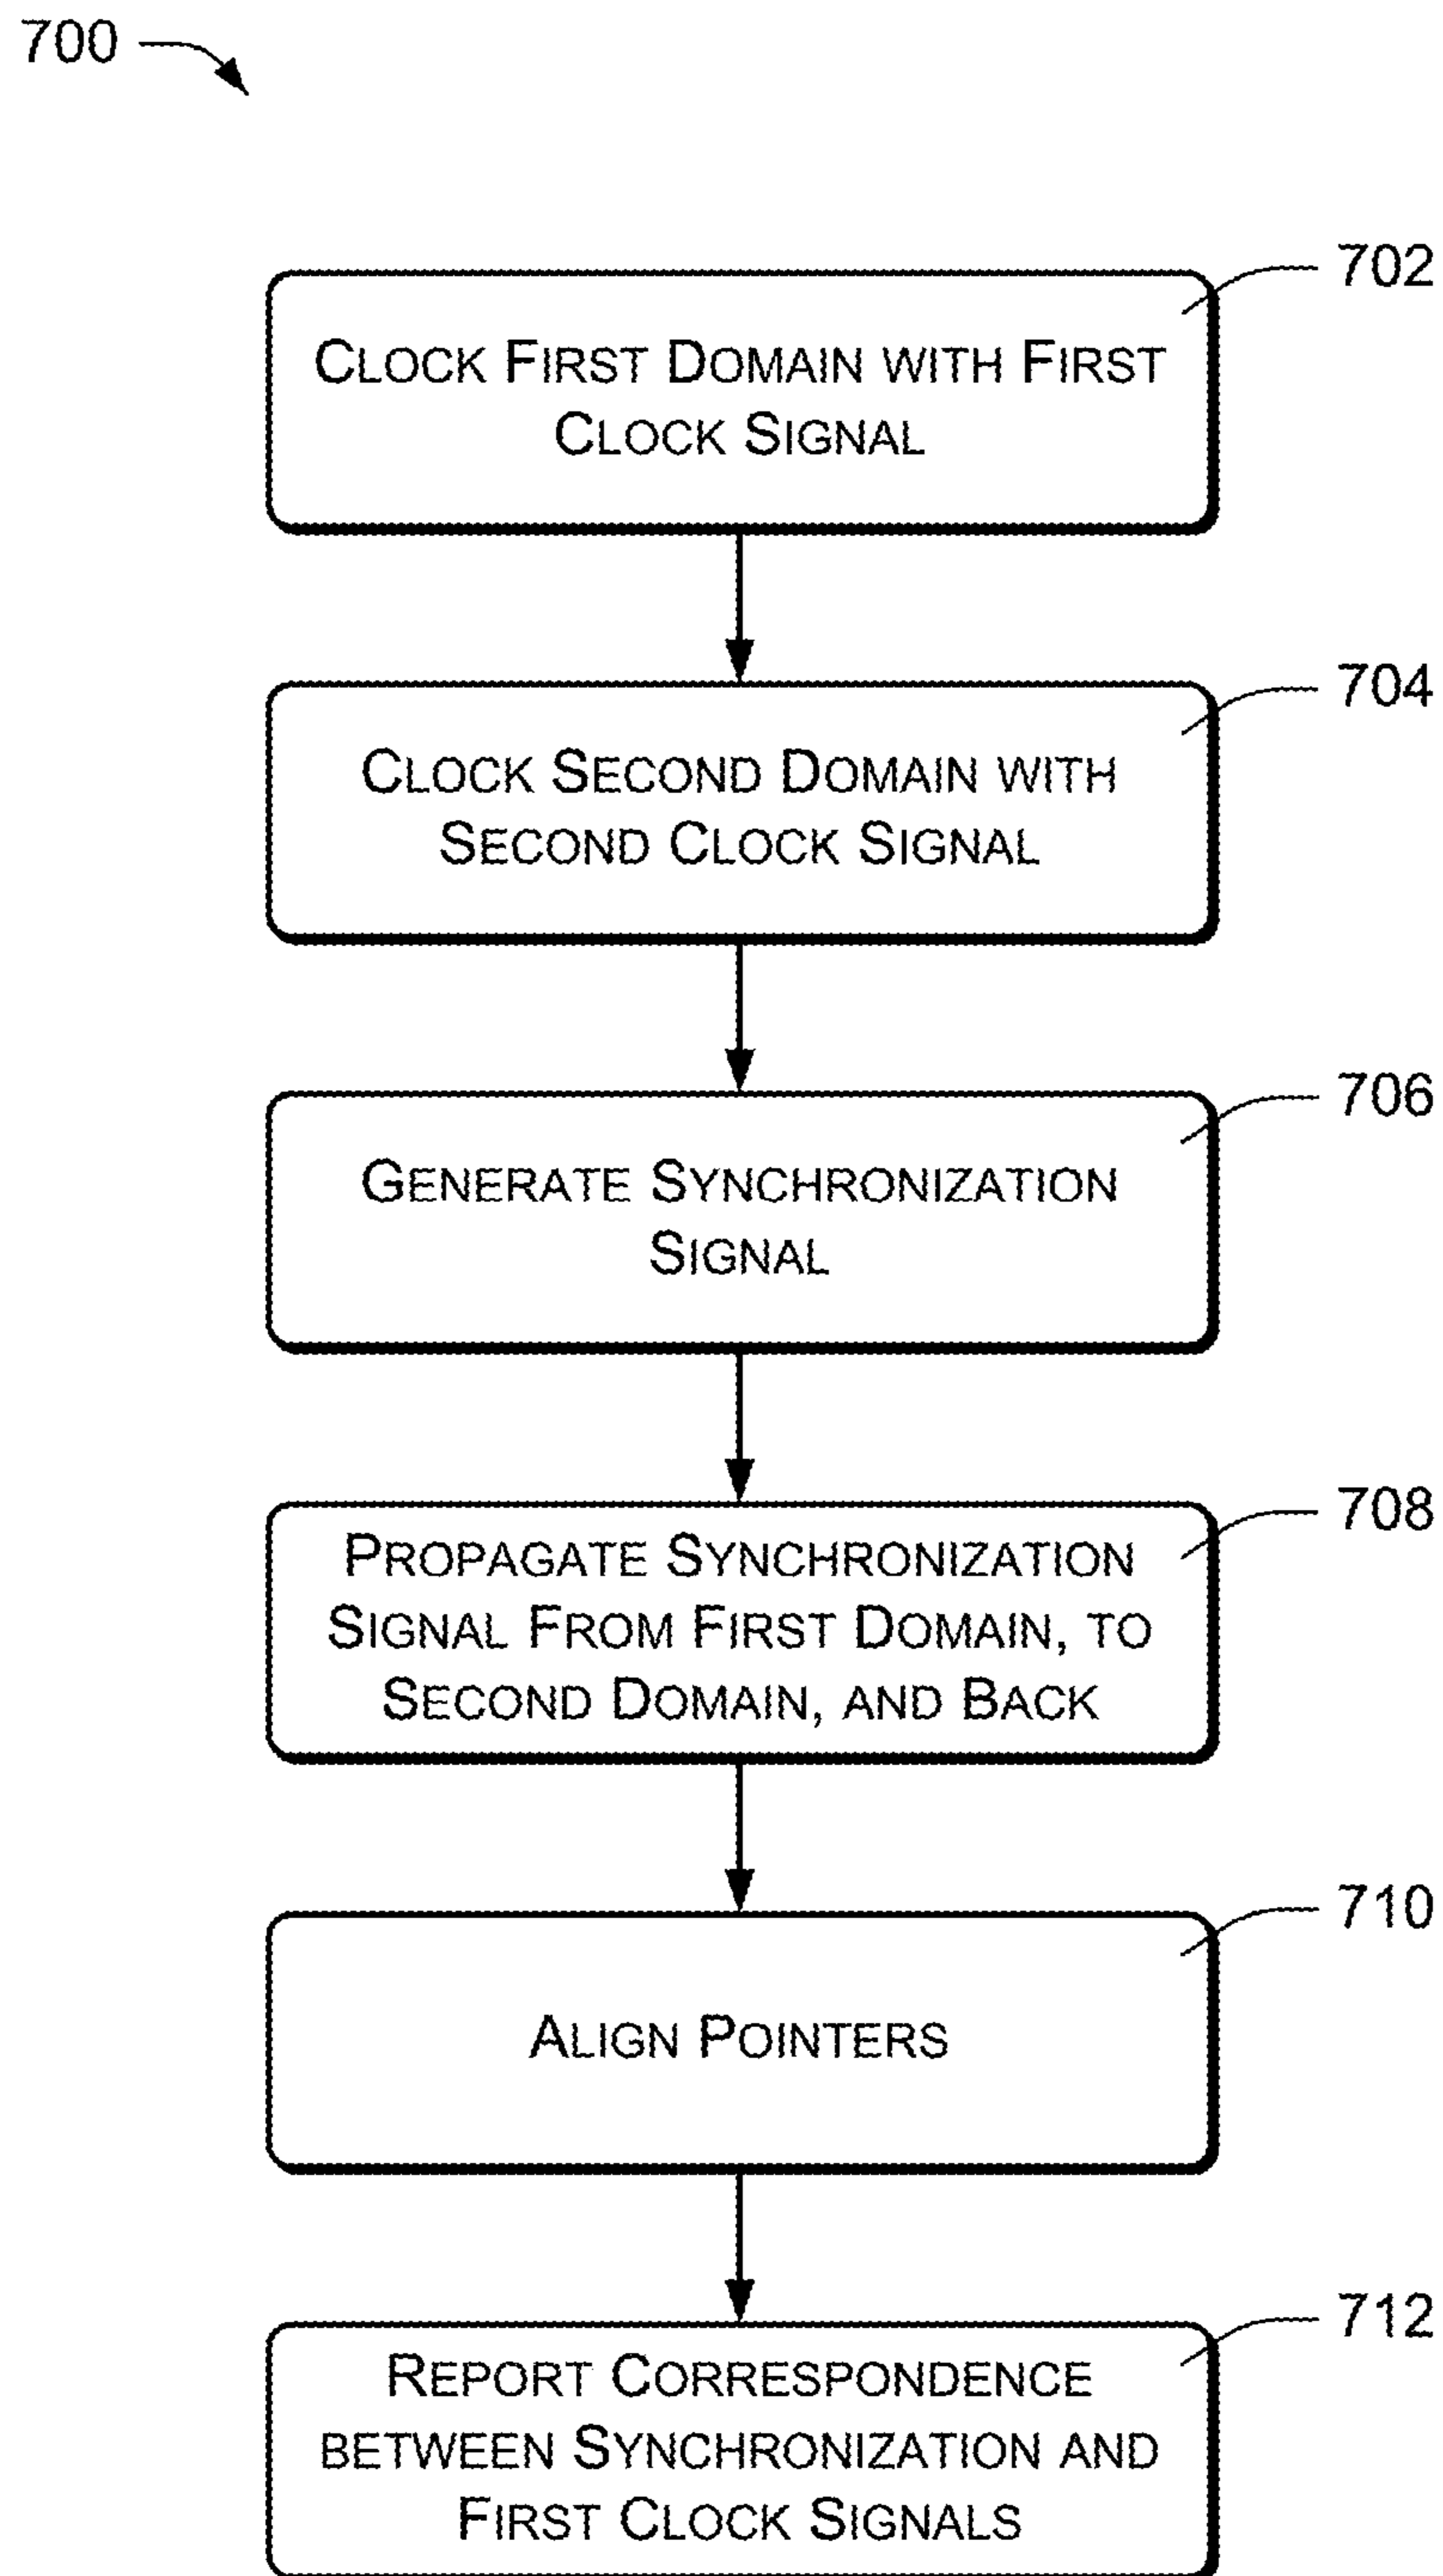 700
702
CLOCK FIRST DOMAIN WITH FIRST
CLOCK SIGNAL
704
CLOCK SECOND DOMAIN WITH
SECOND CLOCK SIGNAL
706
GENERATE SYNCHRONIZATION
SIGNAL
708
PROPAGATE SYNCHRONIZATION
SIGNAL FROM FIRST DOMAIN, TO
SECOND DOMAIN, AND BACK
710
ALIGN POINTERS
712
REPORT CORRESPONDENCE
BETWEEN SYNCHRONIZATION AND
FIRST CLOCK SIGNALS